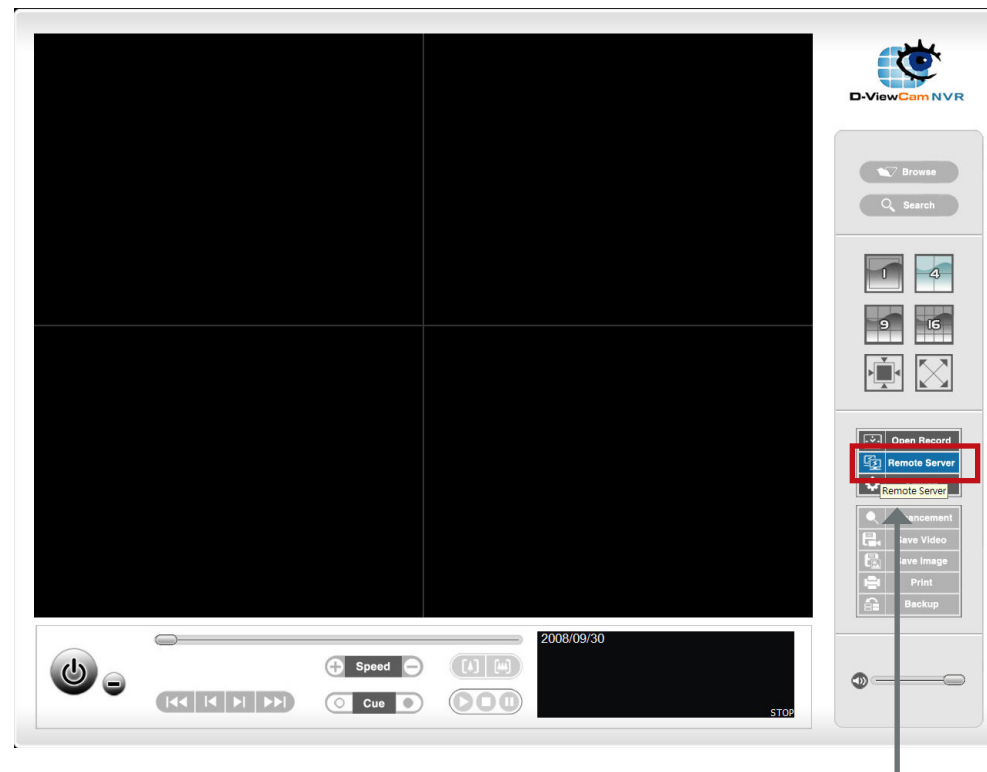 D-ViewCam NVR
Browse
Search
1
4
9
16
Open Record
Remote Server
Remote Server
Save Video
Save Image
Print
Backup
2008/09/30
Speed
Cue
STOP